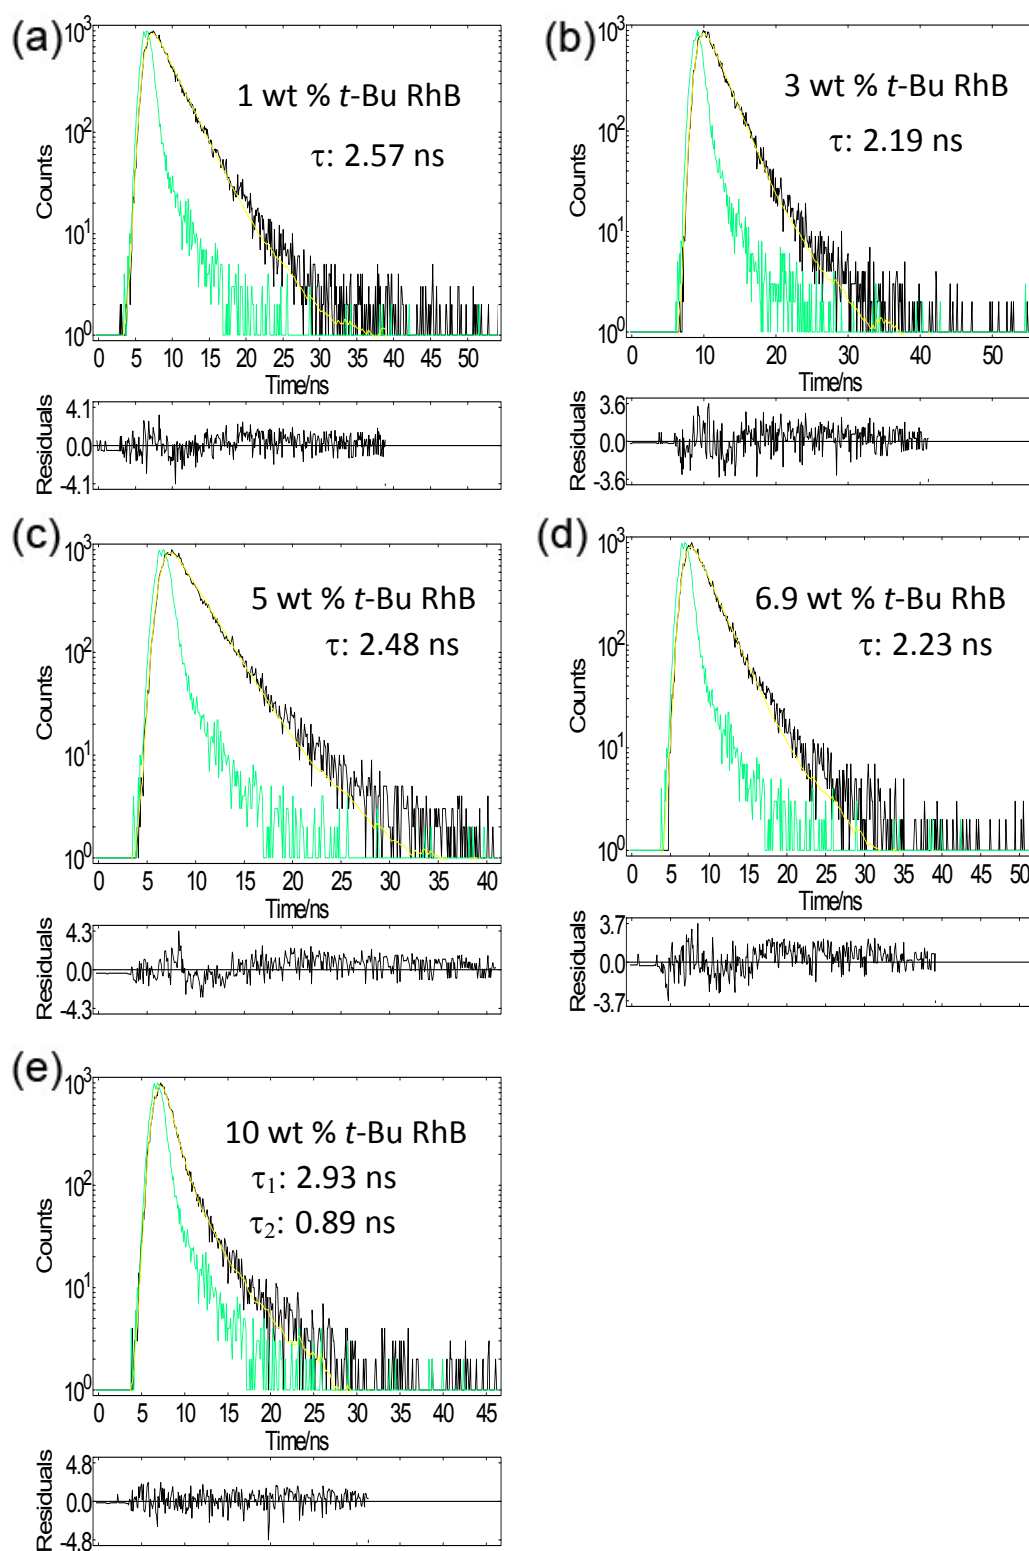 (a)
10³
10²
10¹
10⁰
Counts
1 wt % t-Bu RhB
τ: 2.57 ns
0 5 10 15 20 25 30 35 40 45 50
Time/ns
Residuals
4.1
0.0
-4.1
(b)
10³
10²
10¹
10⁰
Counts
3 wt % t-Bu RhB
τ: 2.19 ns
0 10 20 30 40 50
Time/ns
Residuals
3.6
0.0
-3.6
(c)
10³
10²
10¹
10⁰
Counts
5 wt % t-Bu RhB
τ: 2.48 ns
0 5 10 15 20 25 30 35 40
Time/ns
Residuals
4.3
0.0
-4.3
(d)
10³
10²
10¹
10⁰
Counts
6.9 wt % t-Bu RhB
τ: 2.23 ns
0 5 10 15 20 25 30 35 40 45 50
Time/ns
Residuals
3.7
0.0
-3.7
(e)
10³
10²
10¹
10⁰
Counts
10 wt % t-Bu RhB
τ₁: 2.93 ns
τ₂: 0.89 ns
0 5 10 15 20 25 30 35 40 45
Time/ns
Residuals
4.8
0.0
-4.8